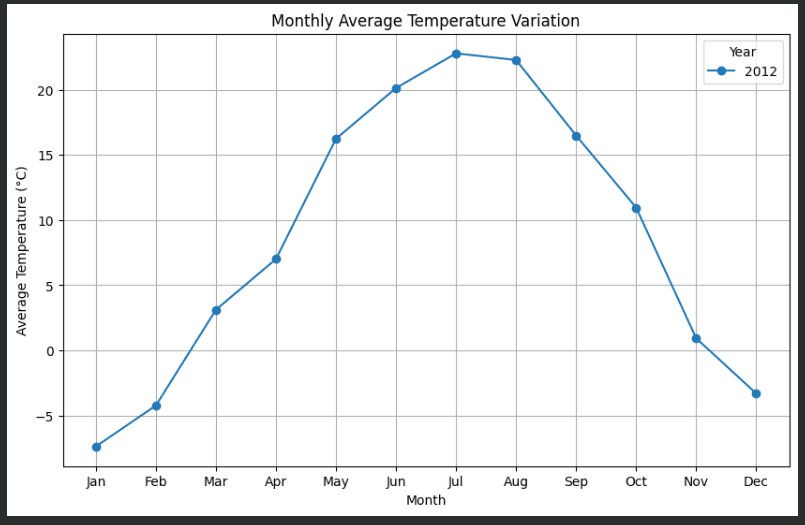 Monthly Average Temperature Variation
Year
2012
20
15
10
5
0
−5
Average Temperature (°C)
Jan Feb Mar Apr May Jun Jul Aug Sep Oct Nov Dec
Month